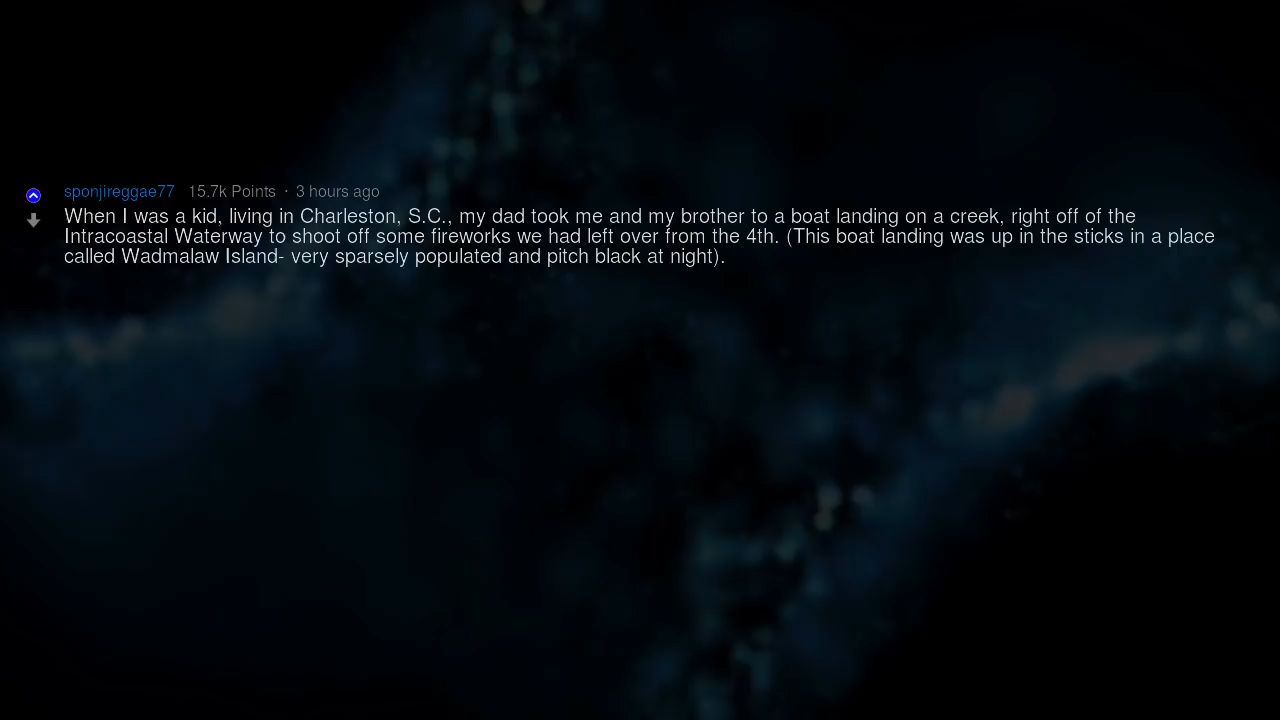 sponjireggae77 15.7k Points · 3 hours ago
When I was a kid, living in Charleston, S.C., my dad took me and my brother to a boat landing on a creek, right off of the
Intracoastal Waterway to shoot off some fireworks we had left over from the 4th. (This boat landing was up in the sticks in a place
called Wadmalaw Island- very sparsely populated and pitch black at night).